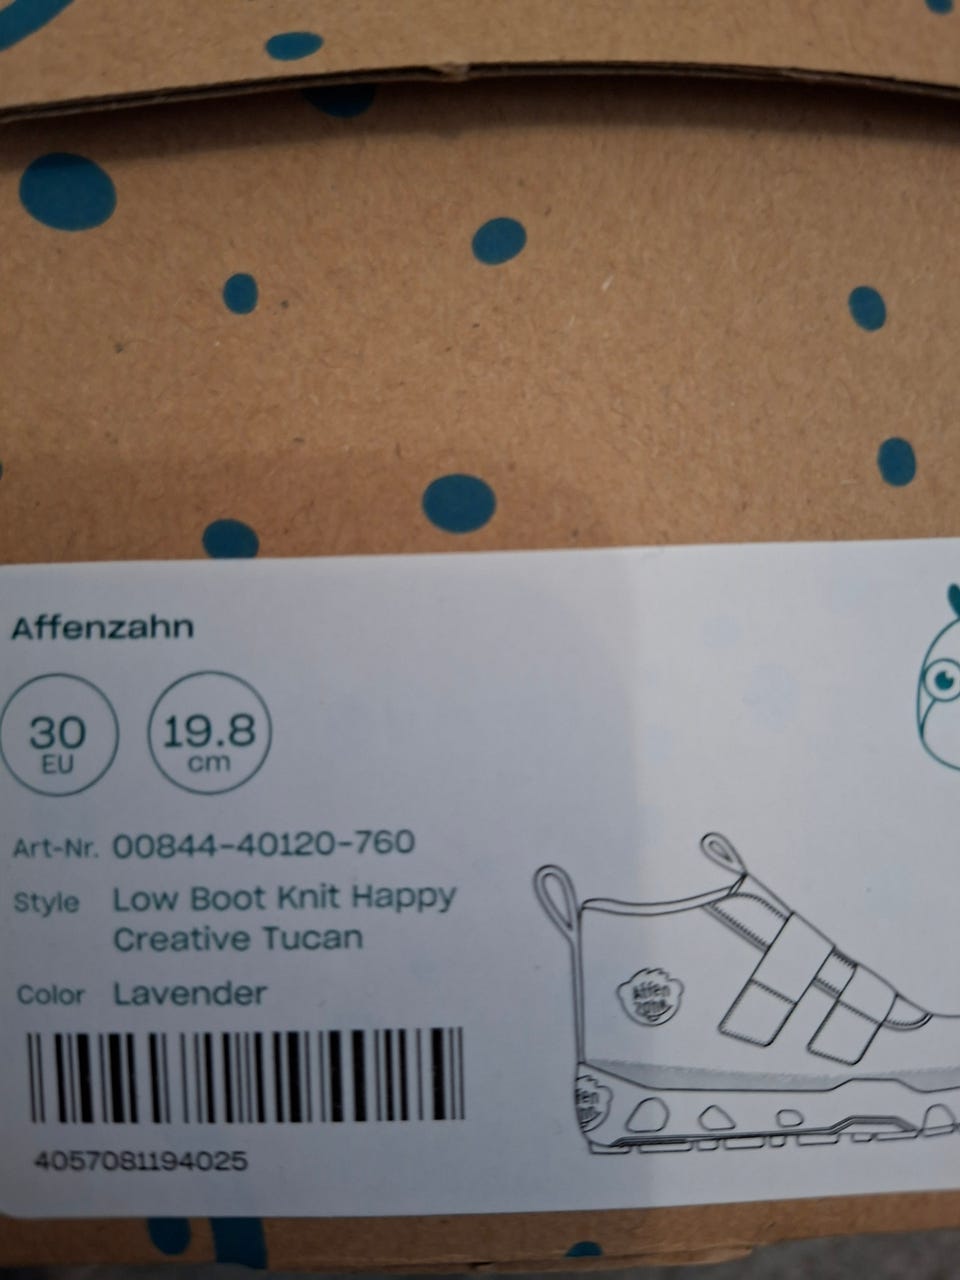 Affenzahn
30
EU
19.8
cm
Art-Nr. 00844-40120-760
Style Low Boot Knit Happy
Creative Tucan
Color Lavender
4057081194025
Affen